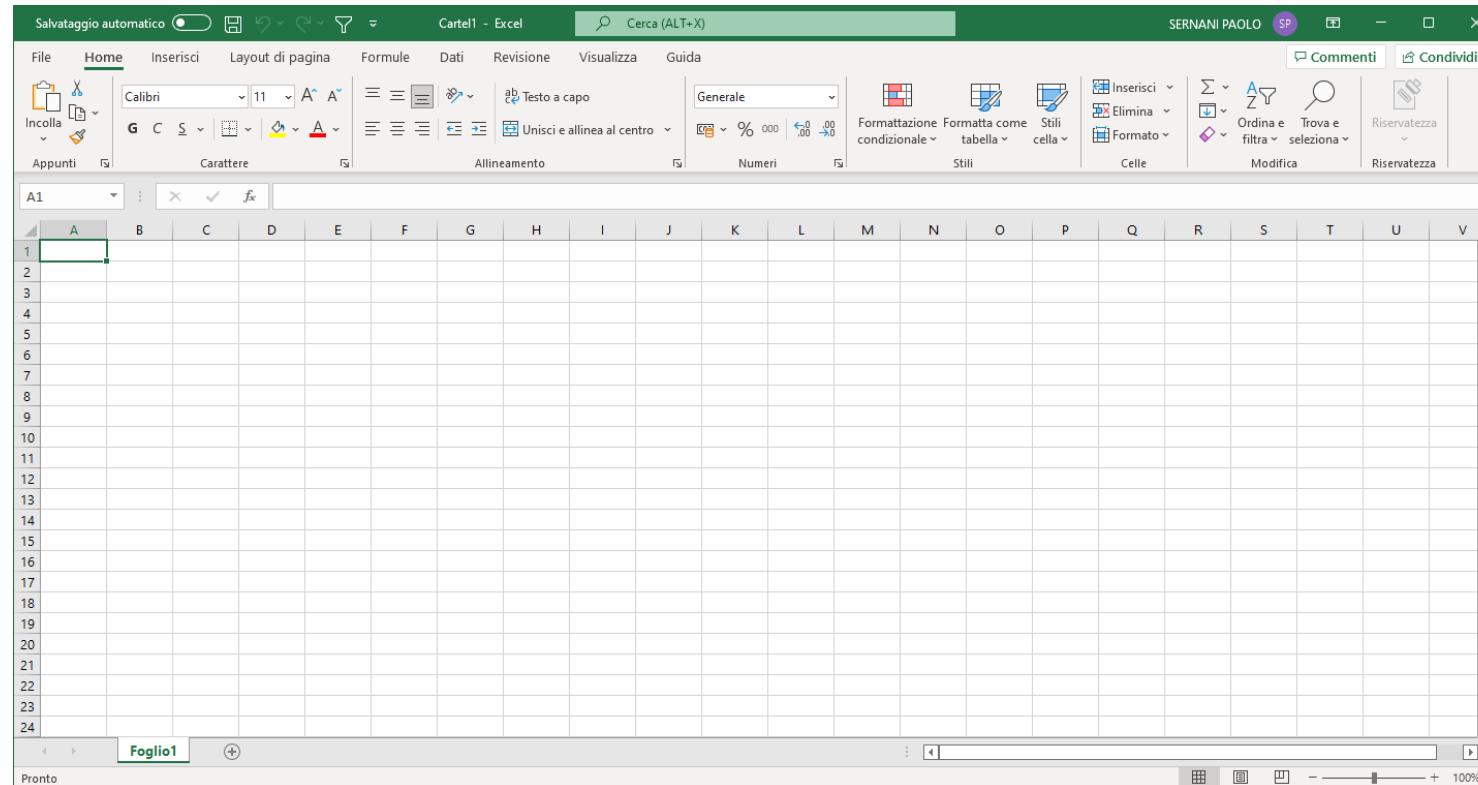 Salvataggio automatico Cartel1 - Excel Cerca (ALT+X) SERNANI PAOLO SP
File Home Inserisci Layout di pagina Formule Dati Revisione Visualizza Guida Commenti Condividi
Incolla
Calibri 11 A A
G C S A
ab Testo a capo
Unisci e allinea al centro
Generale
% 000 ,00 ,00
Formattazione condizionale
Formatta come tabella
Stili cella
Inserisci
Elimina
Formato
Ordina e filtra
Trova e seleziona
Riservatezza
Appunti Carattere Allineamento Numeri Stili Celle Modifica Riservatezza
A1 fx
A B C D E F G H I J K L M N O P Q R S T U V
1
2
3
4
5
6
7
8
9
10
11
12
13
14
15
16
17
18
19
20
21
22
23
24
Foglio1
Pronto 100%